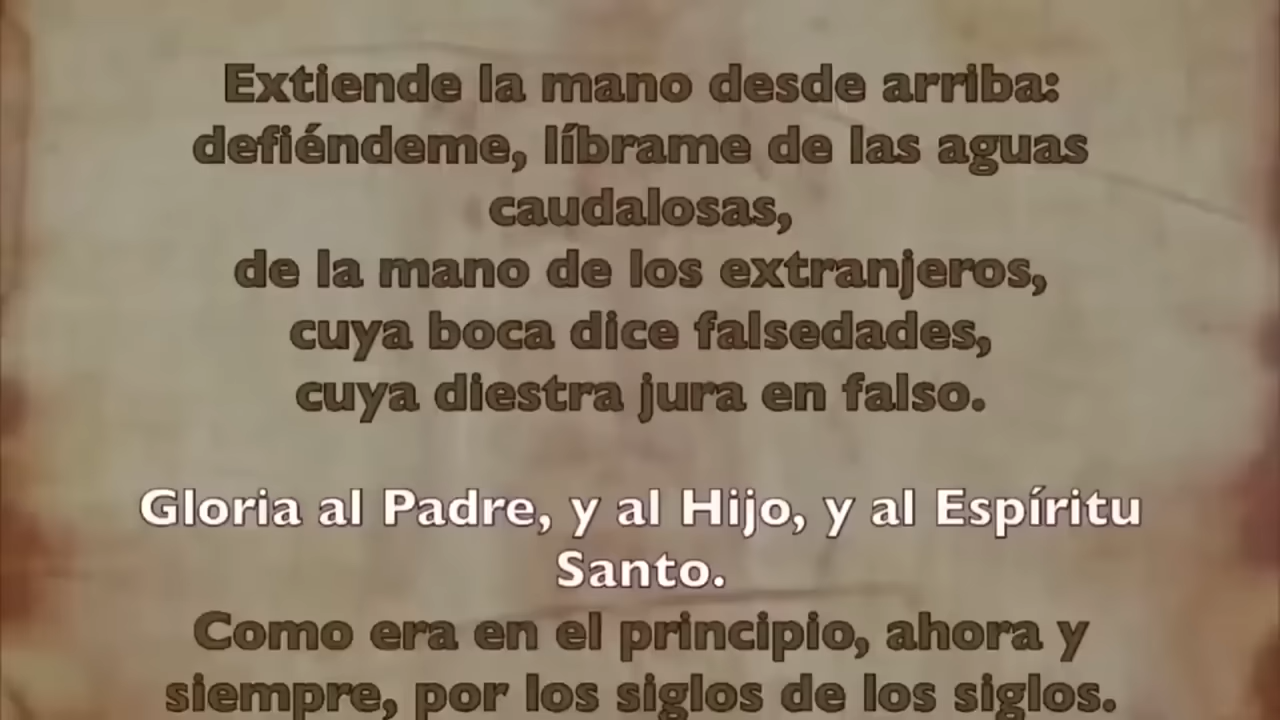 Extiende la mano desde arriba:
defiéndeme, líbrame de las aguas
caudalosas,
de la mano de los extranjeros,
cuya boca dice falsedades,
cuya diestra jura en falso.
Gloria al Padre, y al Hijo, y al Espíritu
Santo.
Como era en el principio, ahora y
siempre, por los siglos de los siglos.